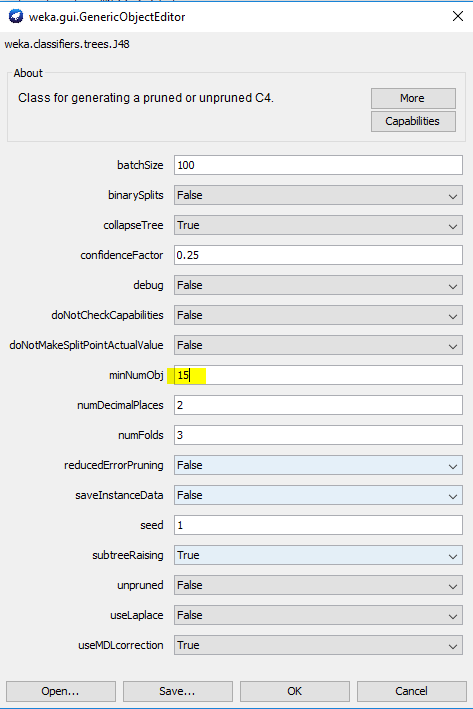 weka.gui.GenericObjectEditor
weka.classifiers.trees.J48
About
Class for generating a pruned or unpruned C4.
More
Capabilities
batchSize 100
binarySplits False
collapseTree True
confidenceFactor 0.25
debug False
doNotCheckCapabilities False
doNotMakeSplitPointActualValue False
minNumObj 15
numDecimalPlaces 2
numFolds 3
reducedErrorPruning False
saveInstanceData False
seed 1
subtreeRaising True
unpruned False
useLaplace False
useMDLcorrection True
Open... Save... OK Cancel